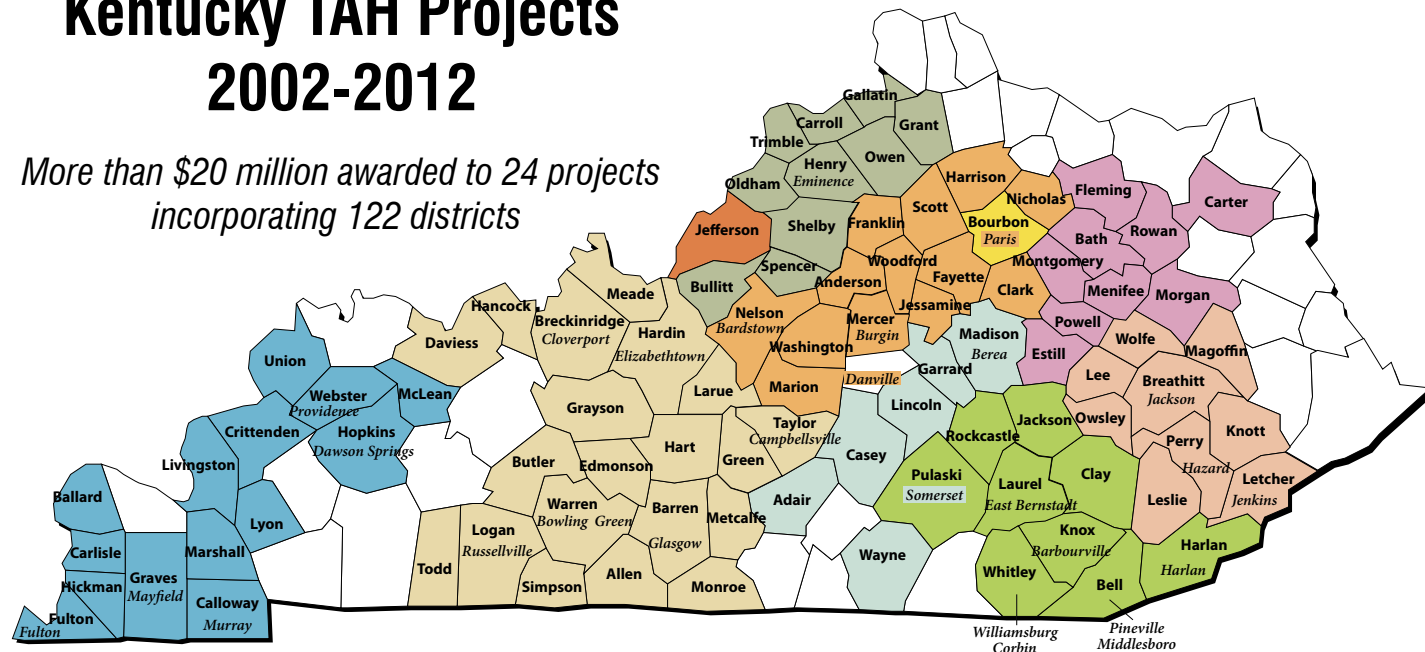 Kentucky TAH Projects
2002-2012
More than $20 million awarded to 24 projects
incorporating 122 districts
Gallatin
Carroll
Grant
Trimble
Henry
Eminence
Owen
Oldham
Harrison
Nicholas
Fleming
Carter
Jefferson
Shelby
Franklin
Scott
Bourbon
Paris
Bath
Rowan
Spencer
Woodford
Montgomery
Bullitt
Anderson
Fayette
Clark
Menifee
Morgan
Meade
Hancock
Breckinridge
Cloverport
Hardin
Elizabethtown
Nelson
Bardstown
Mercer
Burgin
Jessamine
Madison
Berea
Powell
Estill
Wolfe
Magoffin
Daviess
Washington
Union
Larue
Marion
Danville
Garrard
Lee
Breathitt
Jackson
Webster
Providence
McLean
Grayson
Lincoln
Jackson
Owsley
Crittenden
Hopkins
Dawson Springs
Taylor
Campbellsville
Rockcastle
Perry
Hazard
Knott
Livingston
Butler
Edmonson
Hart
Green
Casey
Pulaski
Somerset
Laurel
East Bernstadt
Clay
Leslie
Letcher
Jenkins
Ballard
Lyon
Warren
Bowling Green
Barren
Glasgow
Metcalfe
Adair
Logan
Russellville
Knox
Barbourville
Harlan
Harlan
Carlisle
Marshall
Wayne
Whitley
Bell
Hickman
Graves
Mayfield
Todd
Simpson
Allen
Monroe
Calloway
Murray
Fulton
Fulton
Williamsburg
Corbin
Pineville
Middlesboro